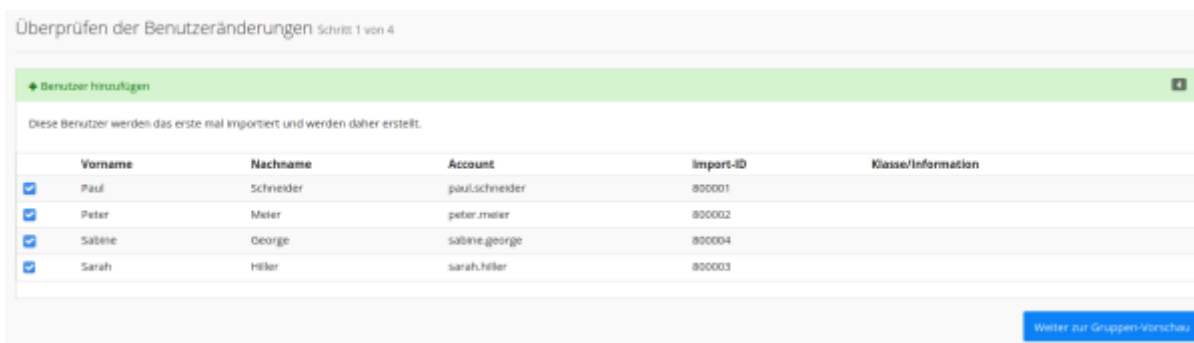 Überprüfen der Benutzeränderungen Schritt 1 von 4
Benutzer hinzufügen 4
Diese Benutzer werden das erste mal importiert und werden daher erstellt.
Vorname Nachname Account Import-ID Klasse/Information
Paul Schneider paul.schneider 800001
Peter Meier peter.meier 800002
Sabine George sabine.george 800004
Sarah Hiller sarah.hiller 800003
Weiter zur Gruppen-Vorschau